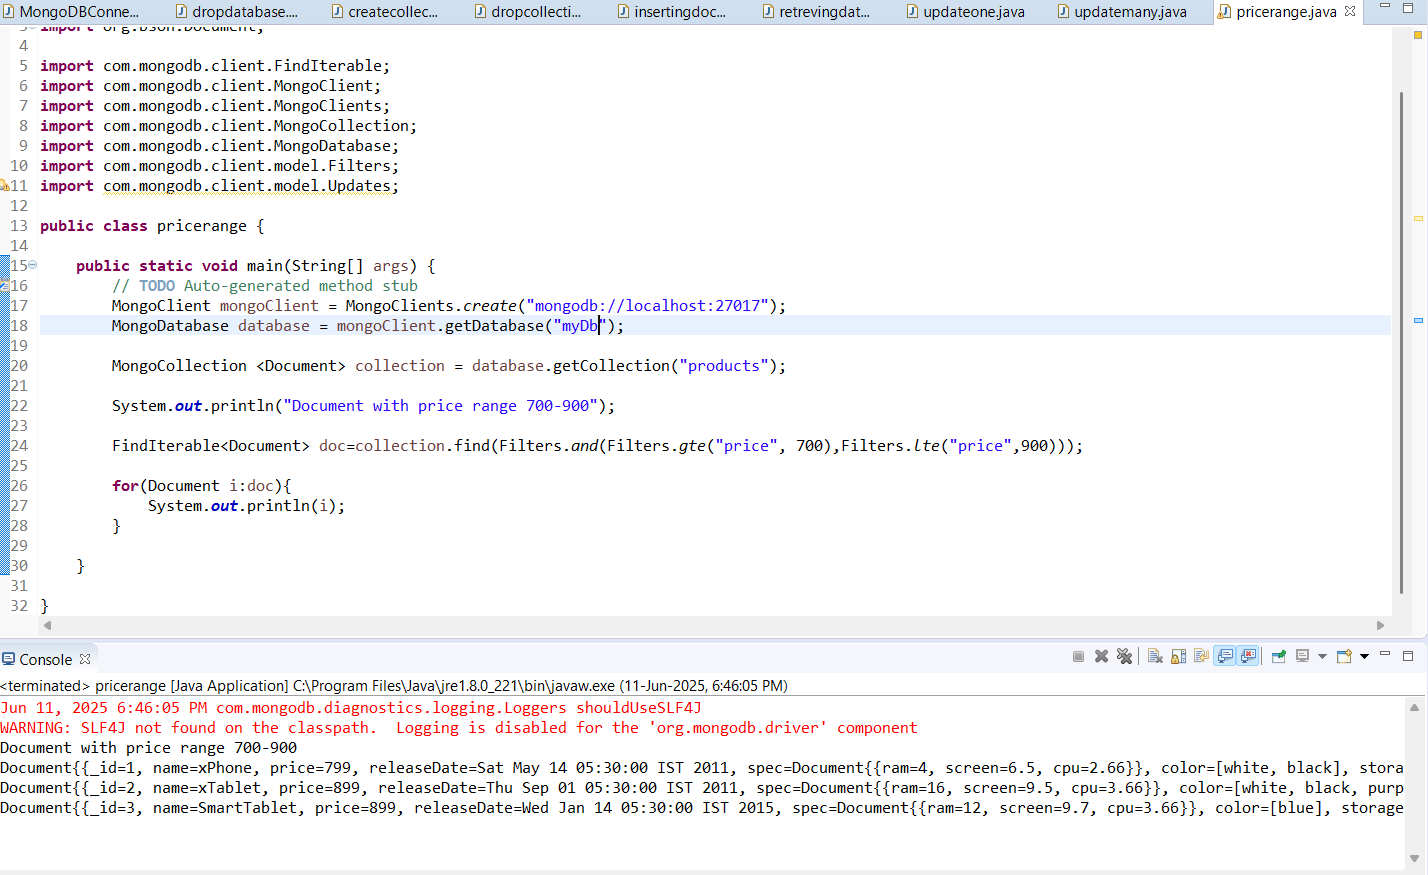 MongoDBConne... dropdatabase.... createcollec... dropcollecti... insertingdoc... retrevingdat... updateone.java updatemany.java pricerange.java
3 import org.bson.Document;
4
5 import com.mongodb.client.FindIterable;
6 import com.mongodb.client.MongoClient;
7 import com.mongodb.client.MongoClients;
8 import com.mongodb.client.MongoCollection;
9 import com.mongodb.client.MongoDatabase;
10 import com.mongodb.client.model.Filters;
11 import com.mongodb.client.model.Updates;
12
13 public class pricerange {
14
15     public static void main(String[] args) {
16         // TODO Auto-generated method stub
17         MongoClient mongoClient = MongoClients.create("mongodb://localhost:27017");
18         MongoDatabase database = mongoClient.getDatabase("myDb");
19
20         MongoCollection <Document> collection = database.getCollection("products");
21
22         System.out.println("Document with price range 700-900");
23
24         FindIterable<Document> doc=collection.find(Filters.and(Filters.gte("price", 700),Filters.lte("price",900)));
25
26         for(Document i:doc){
27             System.out.println(i);
28         }
29
30     }
31
32 }
Console
<terminated> pricerange [Java Application] C:\Program Files\Java\jre1.8.0_221\bin\javaw.exe (11-Jun-2025, 6:46:05 PM)
Jun 11, 2025 6:46:05 PM com.mongodb.diagnostics.logging.Loggers shouldUseSLF4J
WARNING: SLF4J not found on the classpath.  Logging is disabled for the 'org.mongodb.driver' component
Document with price range 700-900
Document{{_id=1, name=xPhone, price=799, releaseDate=Sat May 14 05:30:00 IST 2011, spec=Document{{ram=4, screen=6.5, cpu=2.66}}, color=[white, black], stora
Document{{_id=2, name=xTablet, price=899, releaseDate=Thu Sep 01 05:30:00 IST 2011, spec=Document{{ram=16, screen=9.5, cpu=3.66}}, color=[white, black, purp
Document{{_id=3, name=SmartTablet, price=899, releaseDate=Wed Jan 14 05:30:00 IST 2015, spec=Document{{ram=12, screen=9.7, cpu=3.66}}, color=[blue], storage